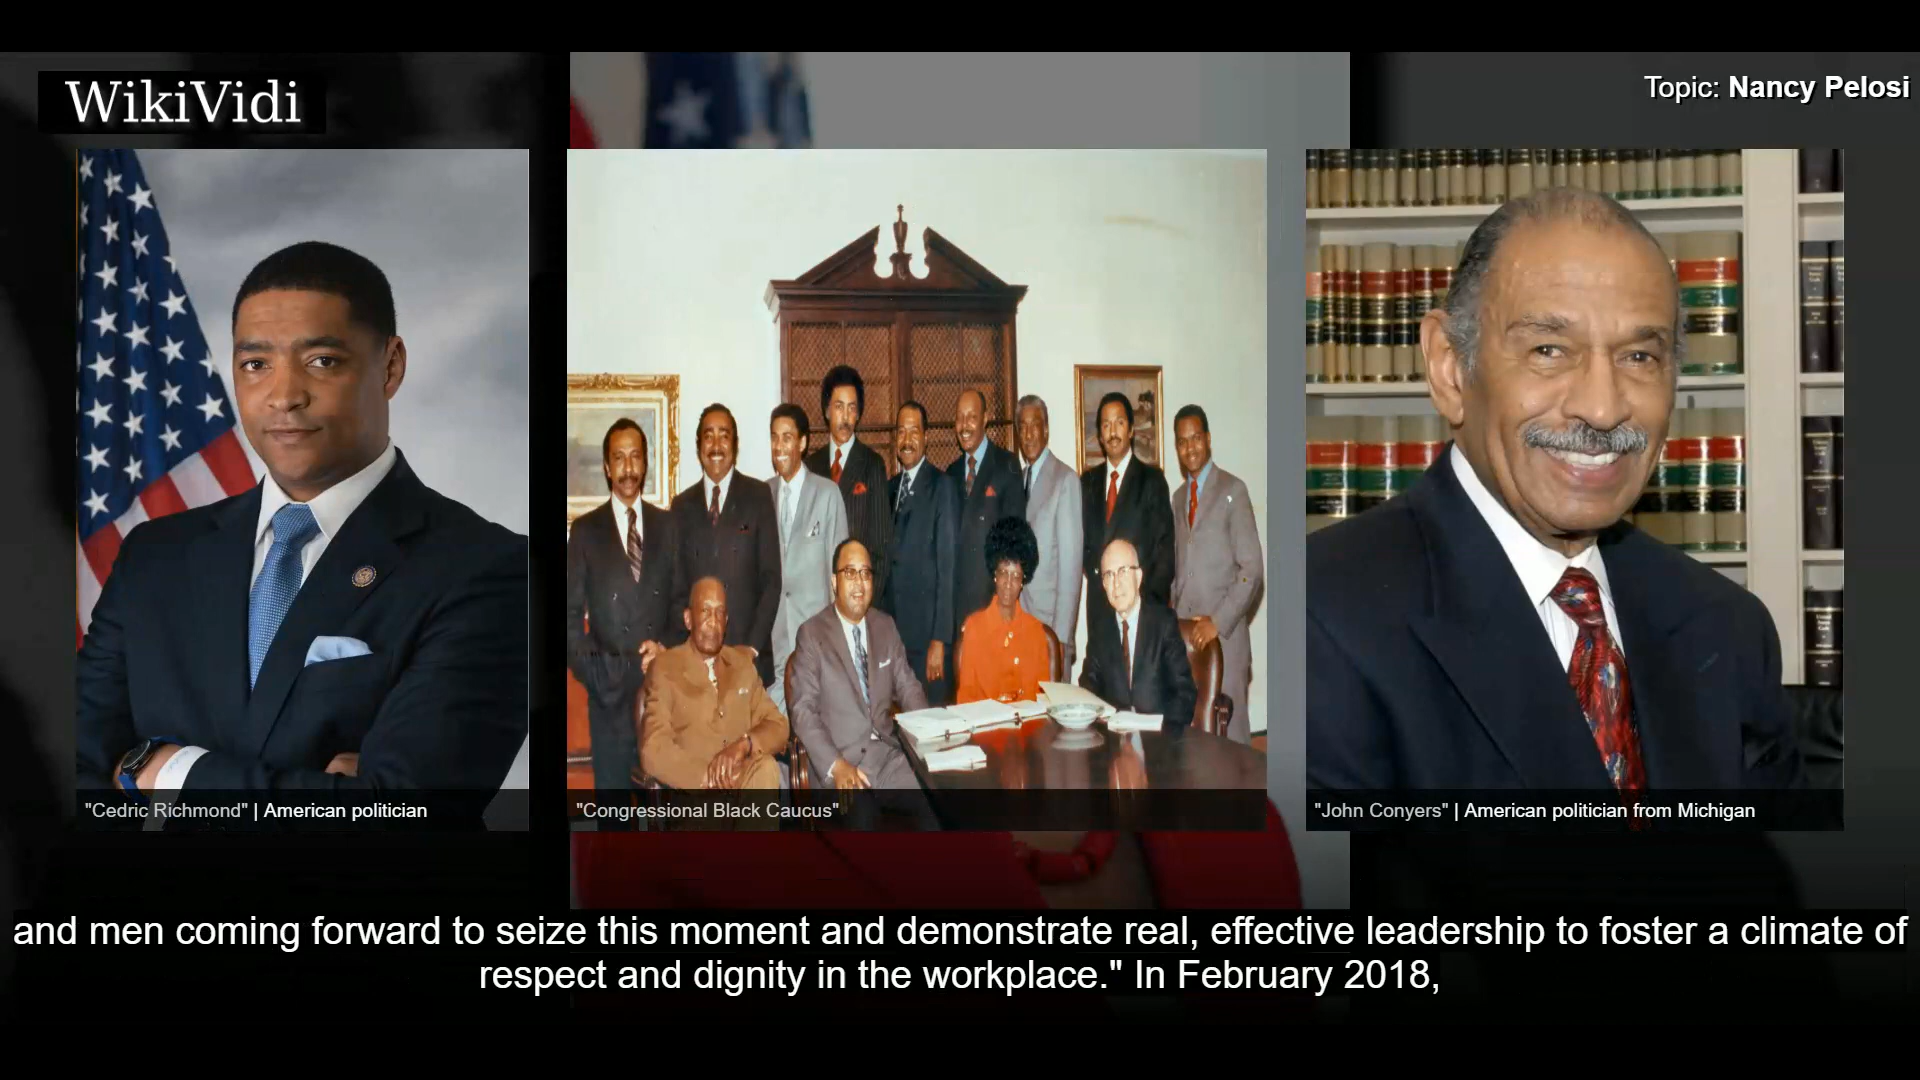 WikiVidi
Topic: Nancy Pelosi
"Cedric Richmond" | American politician
"Congressional Black Caucus"
"John Conyers" | American politician from Michigan
and men coming forward to seize this moment and demonstrate real, effective leadership to foster a climate of
respect and dignity in the workplace." In February 2018,